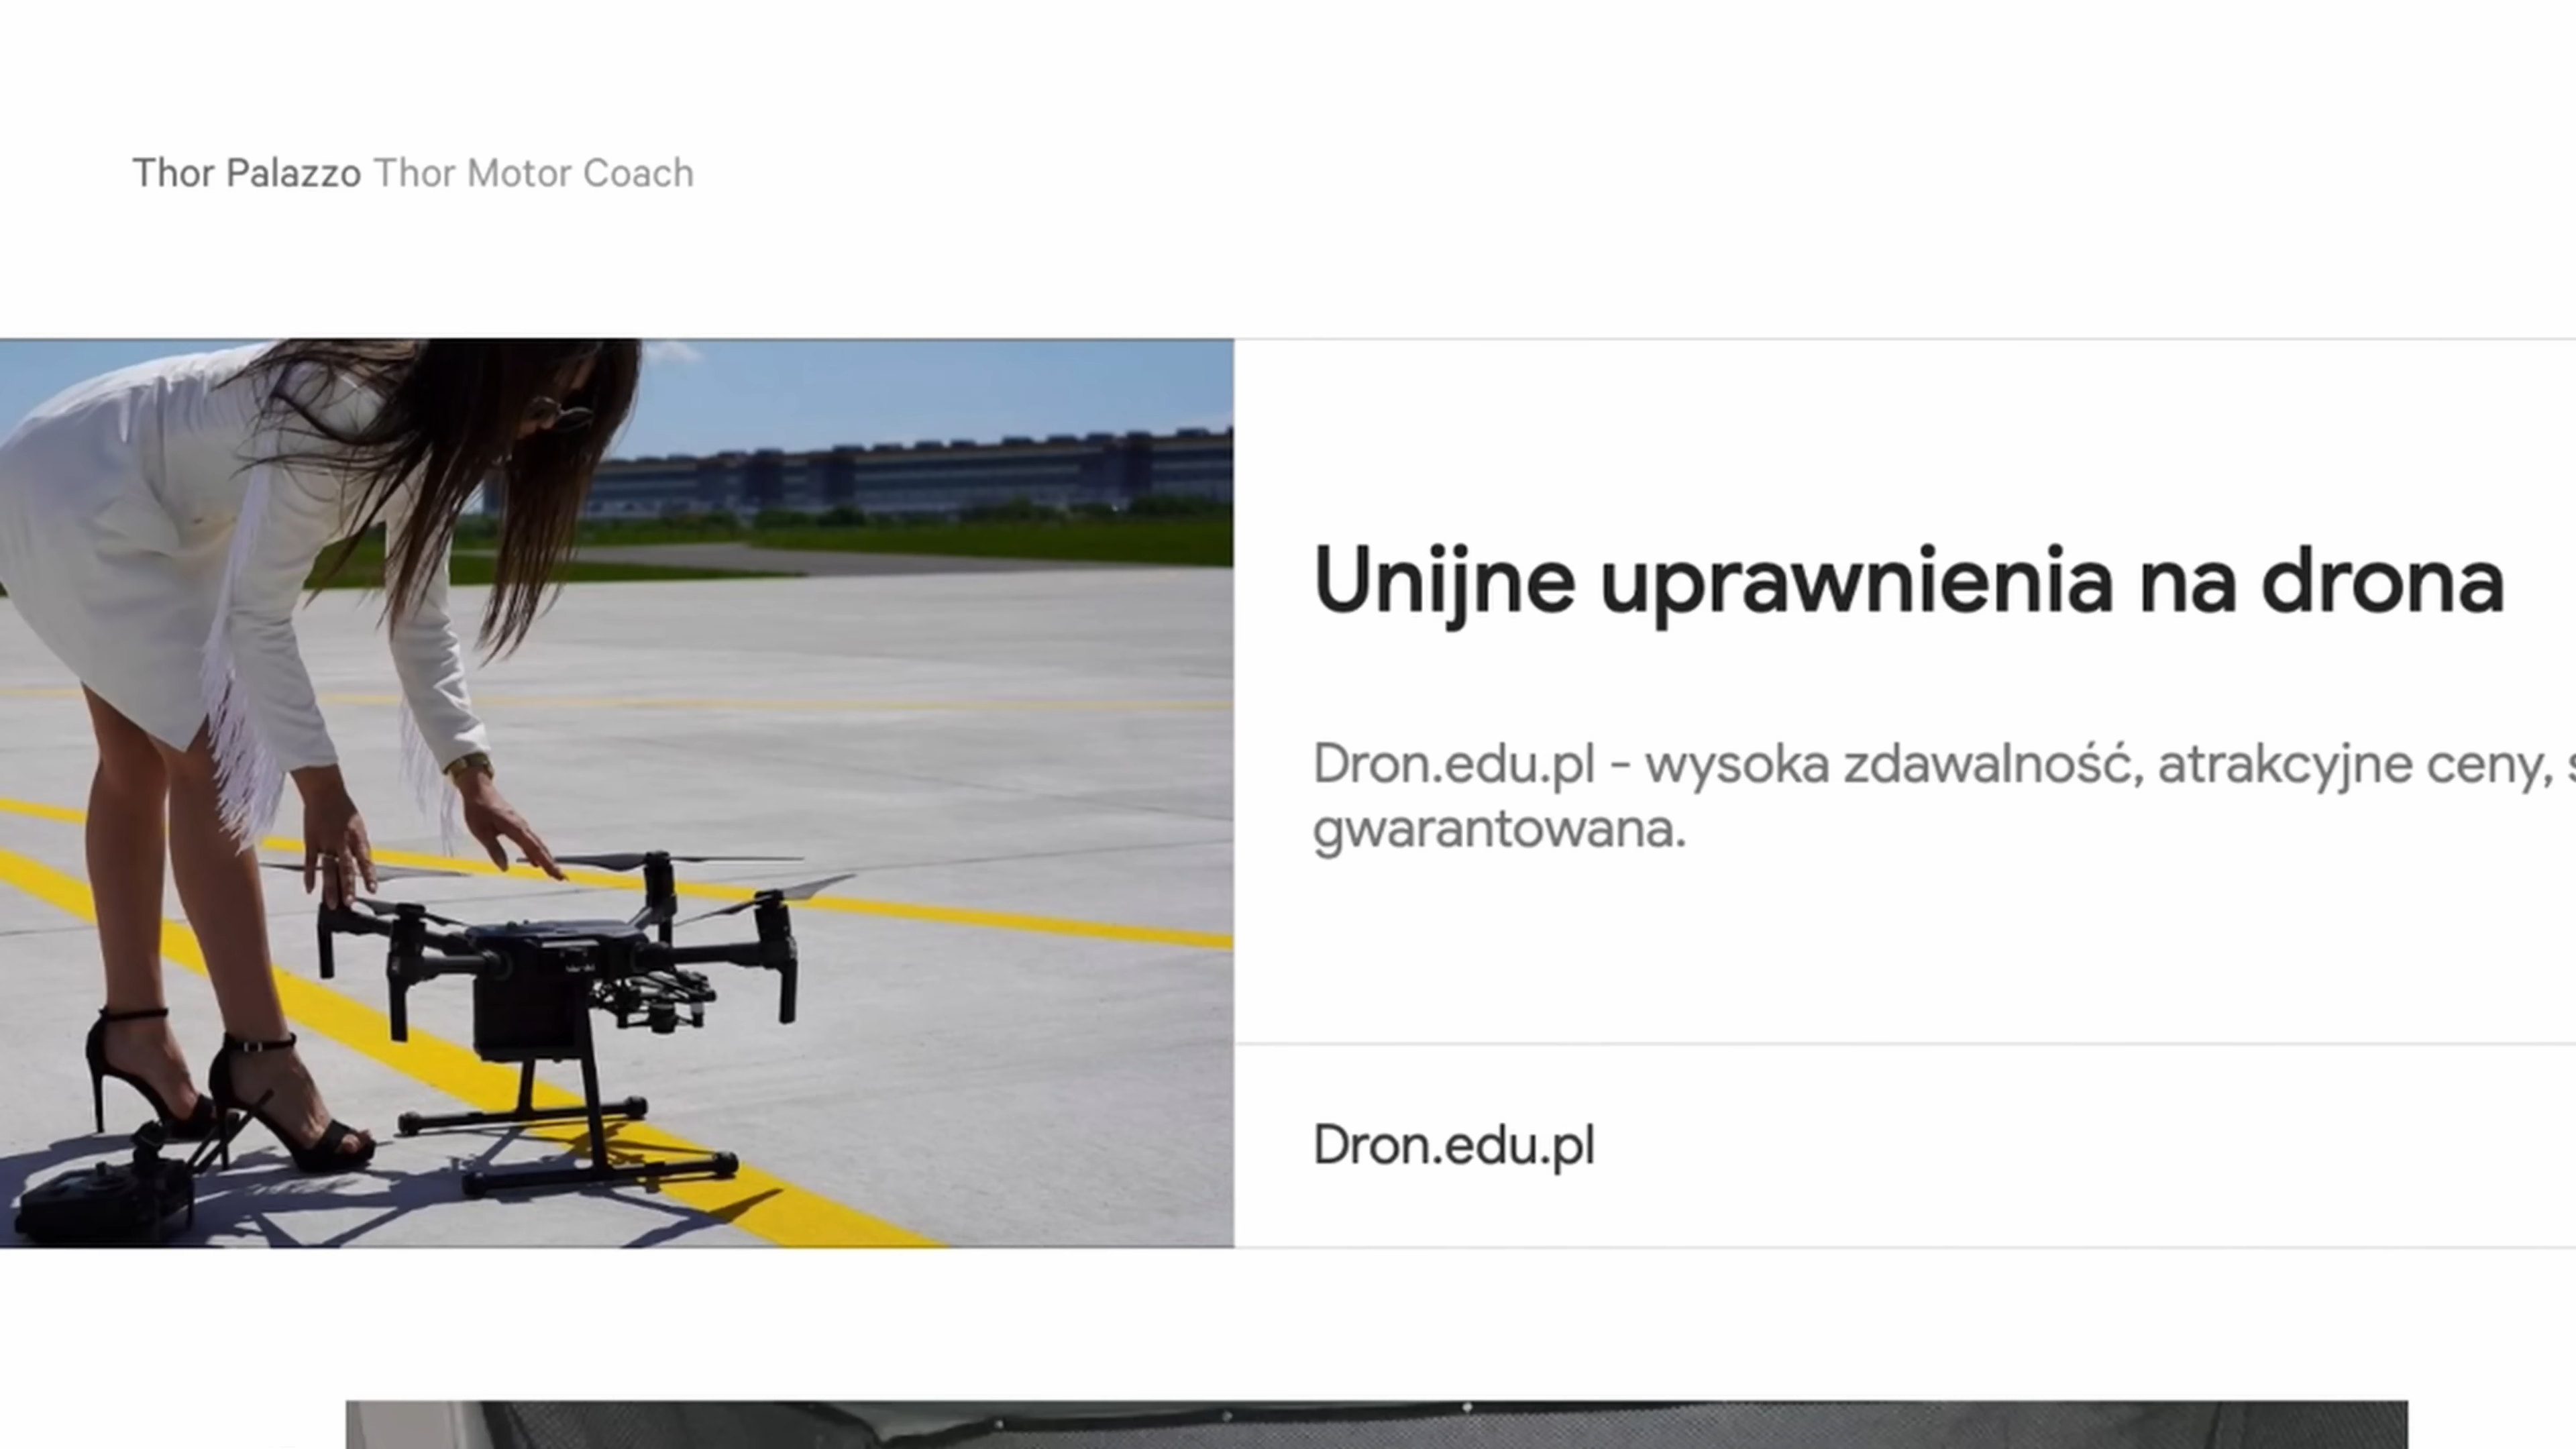 Thor Palazzo Thor Motor Coach
Unijne uprawnienia na drona
Dron.edu.pl - wysoka zdawalność, atrakcyjne ceny,
gwarantowana.
Dron.edu.pl